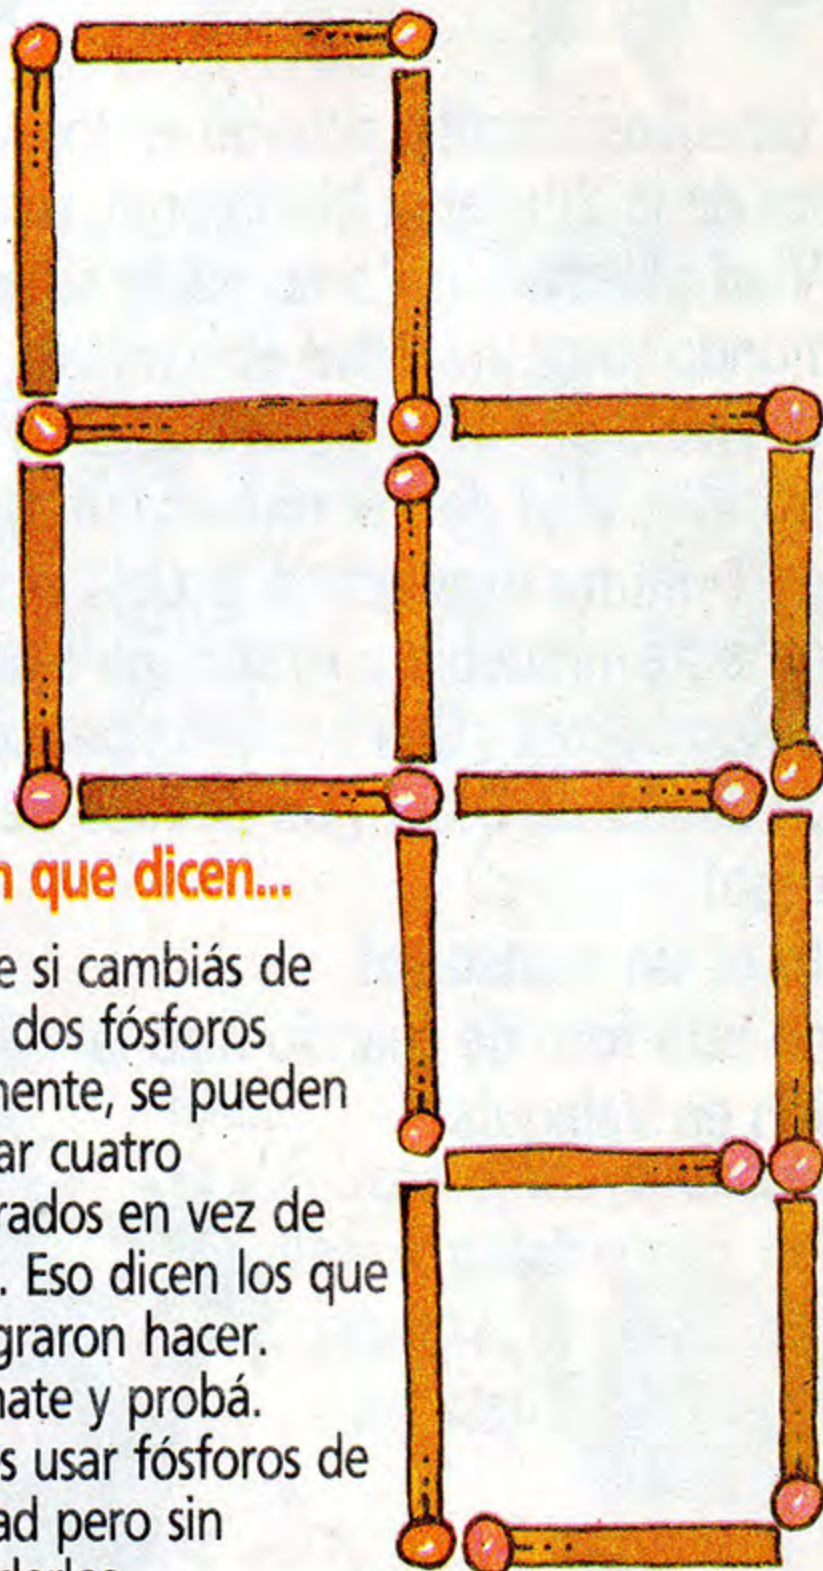 n que dicen...
e si cambiás de
dos fósforos
mente, se pueden
ar cuatro
rados en vez de
. Eso dicen los que
graron hacer.
mate y probá.
s usar fósforos de
ad pero sin